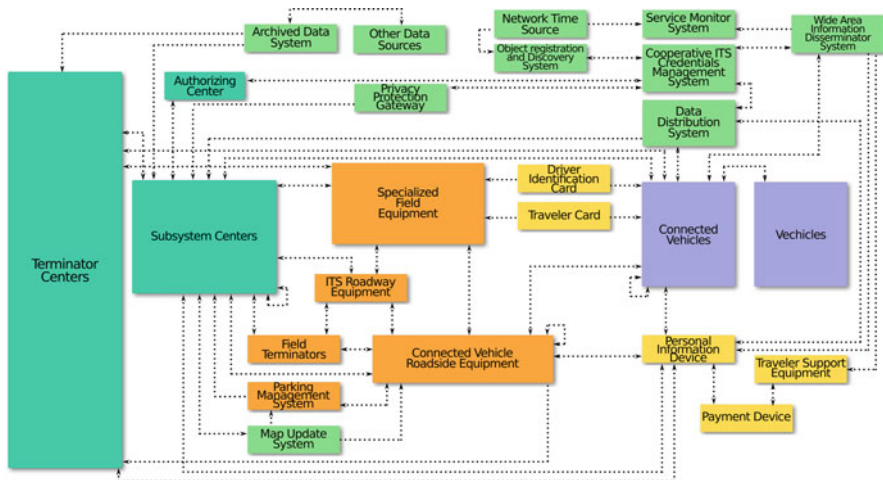 Archived Data
System
Other Data
Sources
Network Time
Source
Service Monitor
System
Wide Area
Information
Disseminator
System
Object registration
and Discovery
System
Cooperative ITS
Credentials
Management
System
Authorizing
Center
Privacy
Protection
Gateway
Data
Distribution
System
Terminator
Centers
Subsystem Centers
Specialized
Field
Equipment
Driver
Identification
Card
Traveler Card
Connected
Vehicles
Vechicles
ITS Roadway
Equipment
Field
Terminators
Connected Vehicle
Roadside Equipment
Personal
Information
Device
Traveler Support
Equipment
Parking
Mapagement
System
Payment Device
Map Update
System